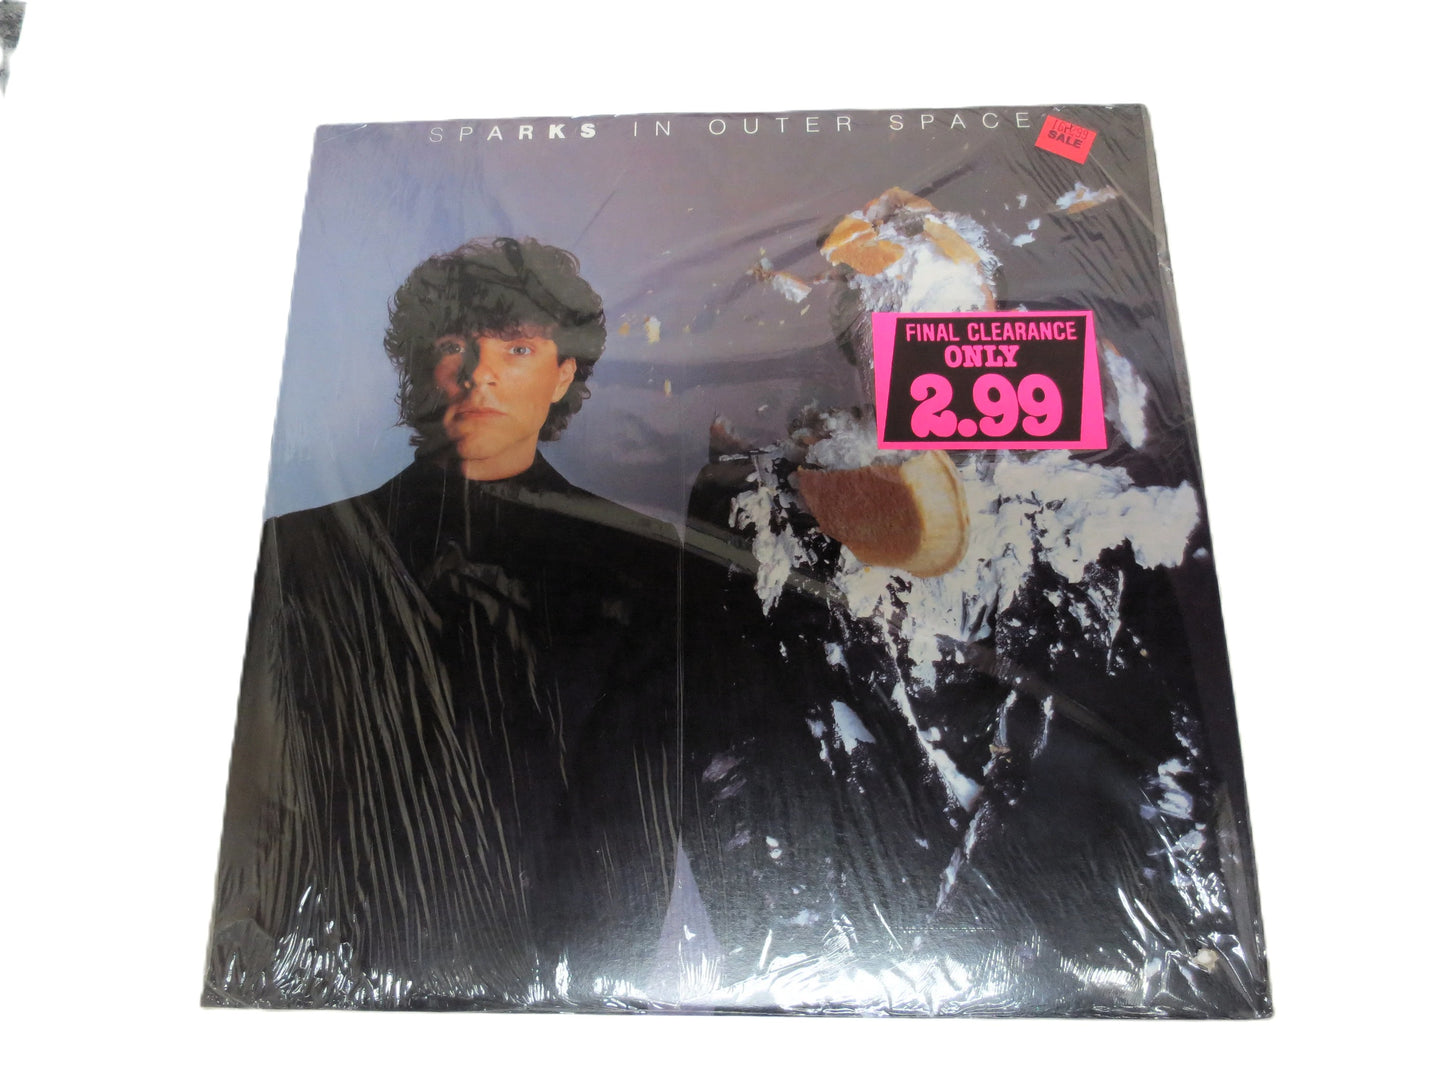 SPARKS IN OUTER SPACE
SALE
FINAL CLEARANCE
ONLY
2.99